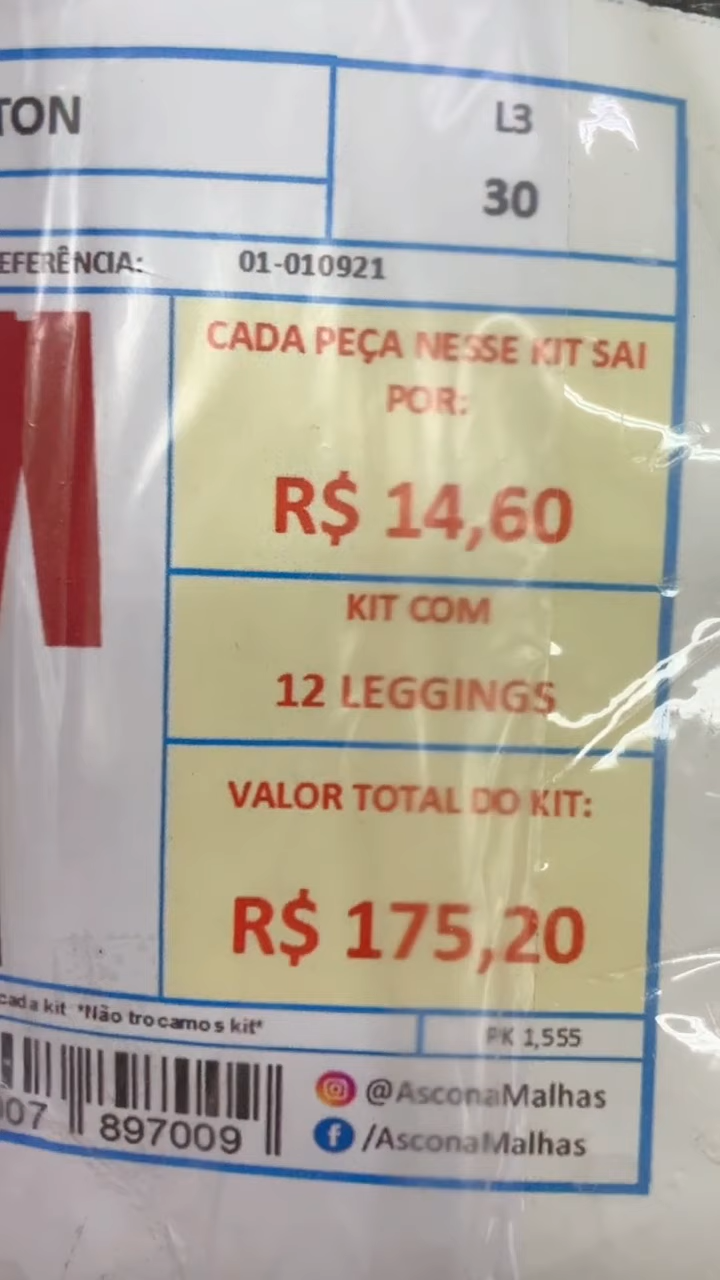 TON
L3
30
EFERÊNCIA: 01-010921
CADA PEÇA NESSE KIT SAI
POR:
R$ 14,60
KIT COM
12 LEGGINGS
VALOR TOTAL DO KIT:
R$ 175,20
cada kit *Não trocamos kit*
PK 1,555
007 897009
@AsconaMalhas
/AsconaMalhas